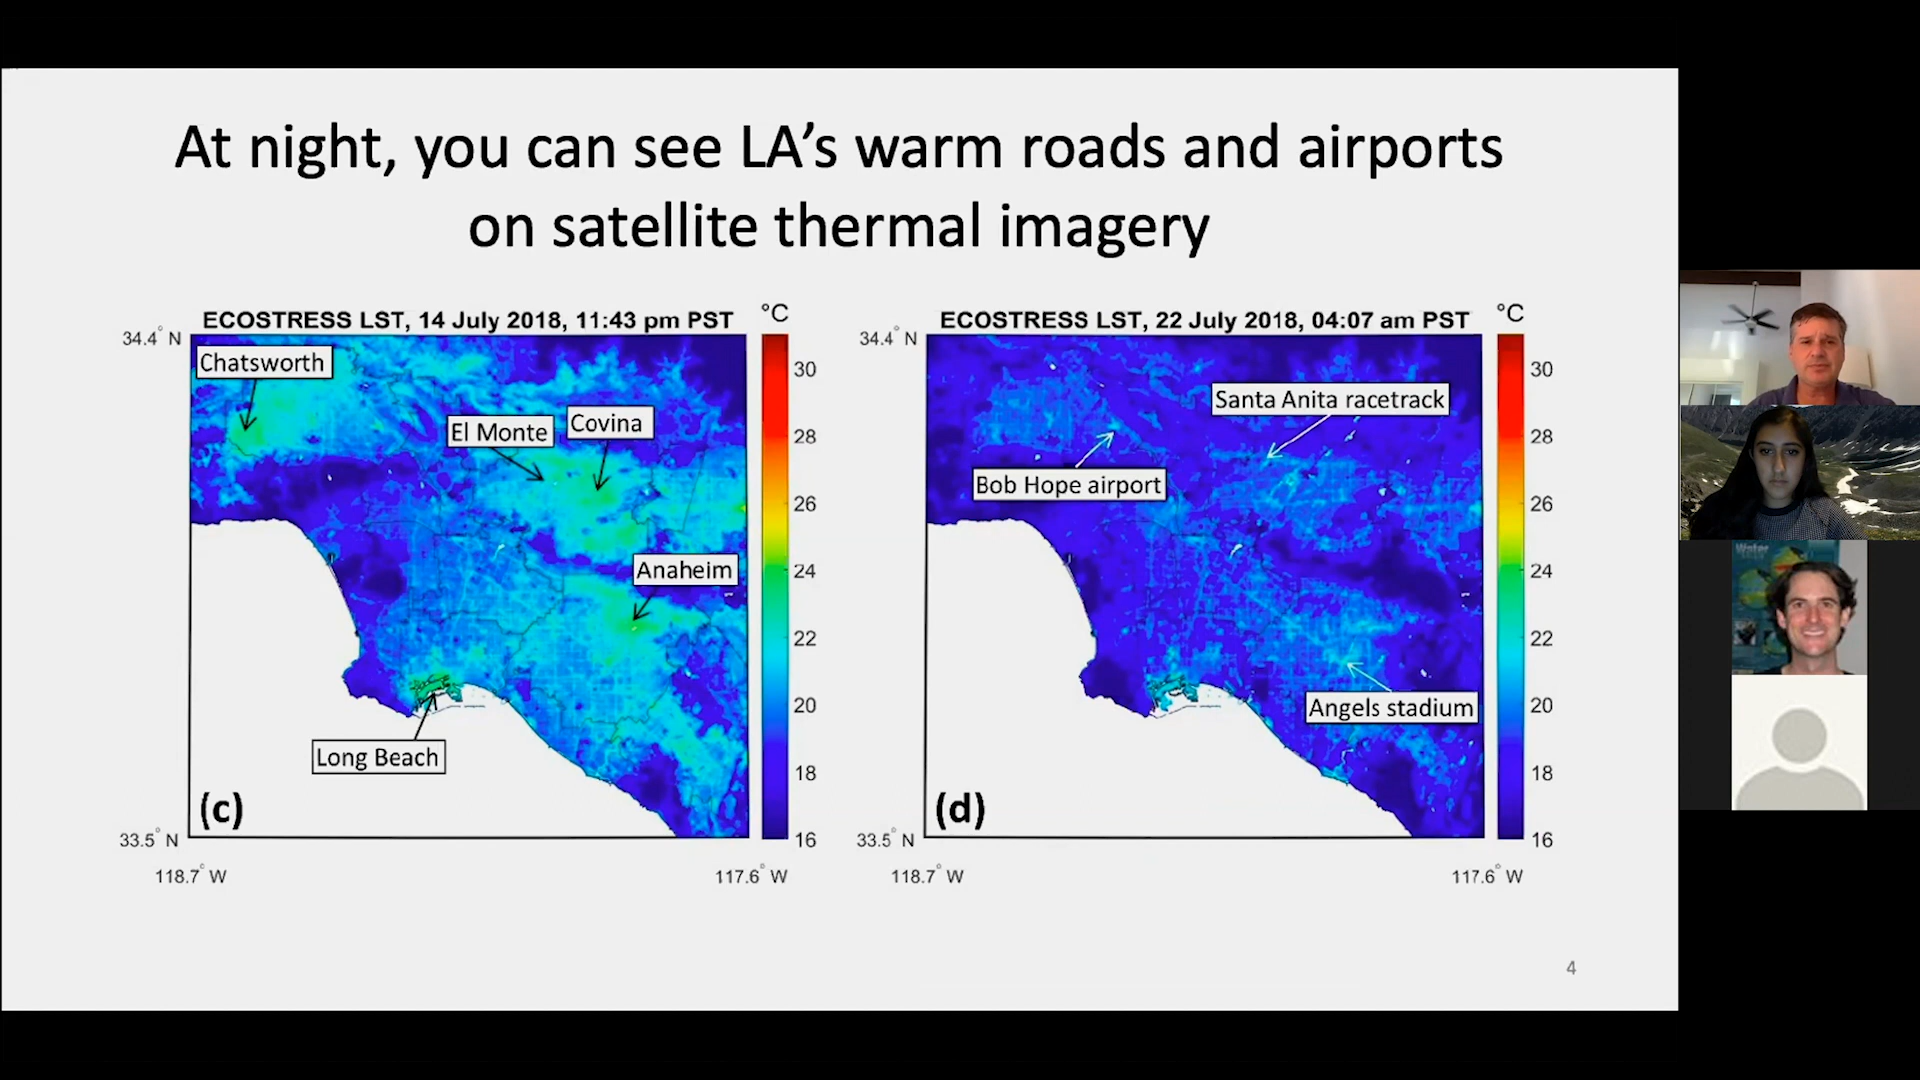 At night, you can see LA’s warm roads and airports
on satellite thermal imagery
ECOSTRESS LST, 14 July 2018, 11:43 pm PST
°C
34.4° N
Chatsworth
El Monte
Covina
Anaheim
Long Beach
(c)
33.5° N
118.7° W
117.6° W
30
28
26
24
22
20
18
16
ECOSTRESS LST, 22 July 2018, 04:07 am PST
°C
34.4° N
Santa Anita racetrack
Bob Hope airport
Angels stadium
(d)
33.5° N
118.7° W
117.6° W
30
28
26
24
22
20
18
16
4
Water